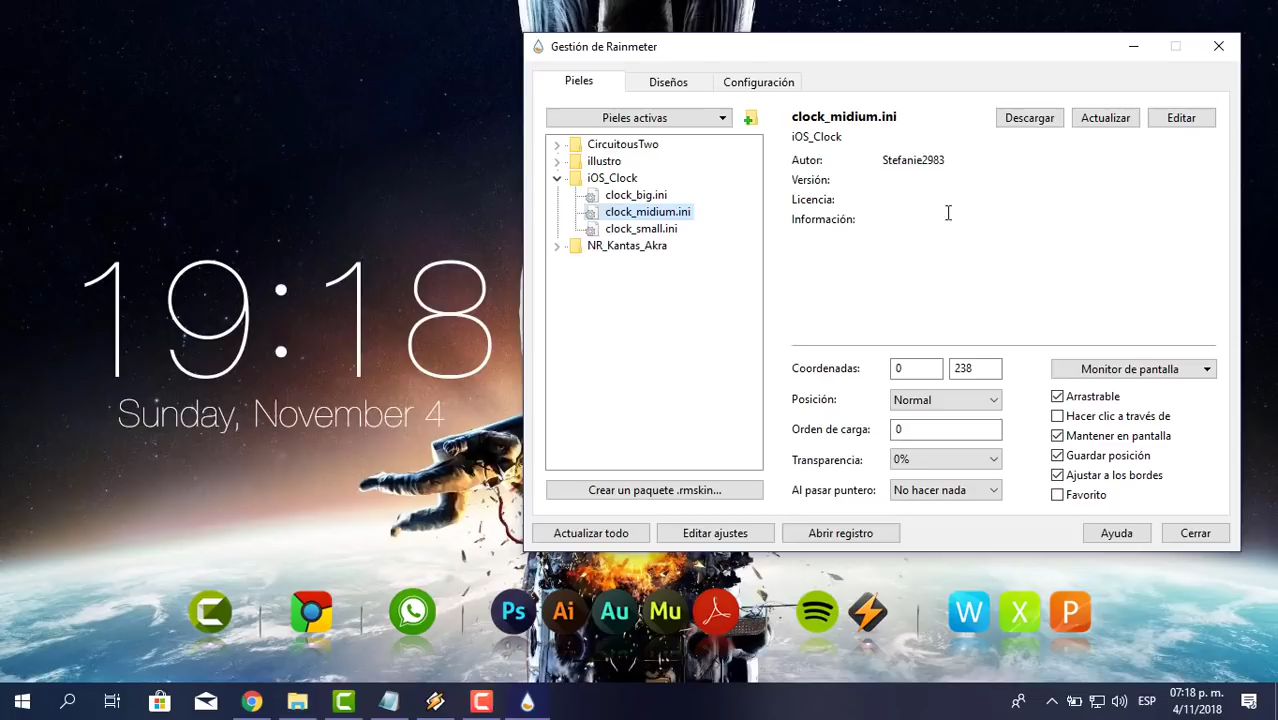 Gestión de Rainmeter
Pieles
Diseños
Configuración
Pieles activas
CircuitousTwo
illustro
iOS_Clock
clock_big.ini
clock_midium.ini
clock_small.ini
NR_Kantas_Akra
Crear un paquete .rmskin...
clock_midium.ini
iOS_Clock
Descargar
Actualizar
Editar
Autor: Stefanie2983
Versión:
Licencia:
Información:
Coordenadas: 0 238
Posición: Normal
Orden de carga: 0
Transparencia: 0%
Al pasar puntero: No hacer nada
Monitor de pantalla
Arrastrable
Hacer clic a través de
Mantener en pantalla
Guardar posición
Ajustar a los bordes
Favorito
Actualizar todo
Editar ajustes
Abrir registro
Ayuda
Cerrar
19:18
Sunday, November 4
Ps
Ai
Au
Mu
W
X
P
ESP
07:18 p. m.
4/11/2018